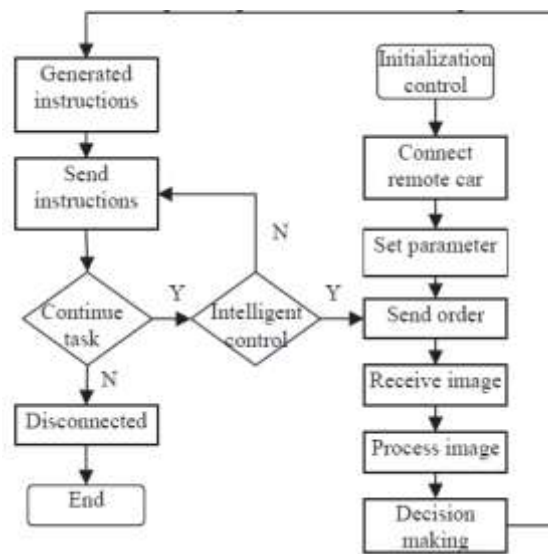 Generated
instructions
Send
instructions
N
Continue
task
Y
Intelligent
control
Y
N
Disconnected
End
Initialization
control
Connect
remote car
Set parameter
Send order
Receive image
Process image
Decision
making